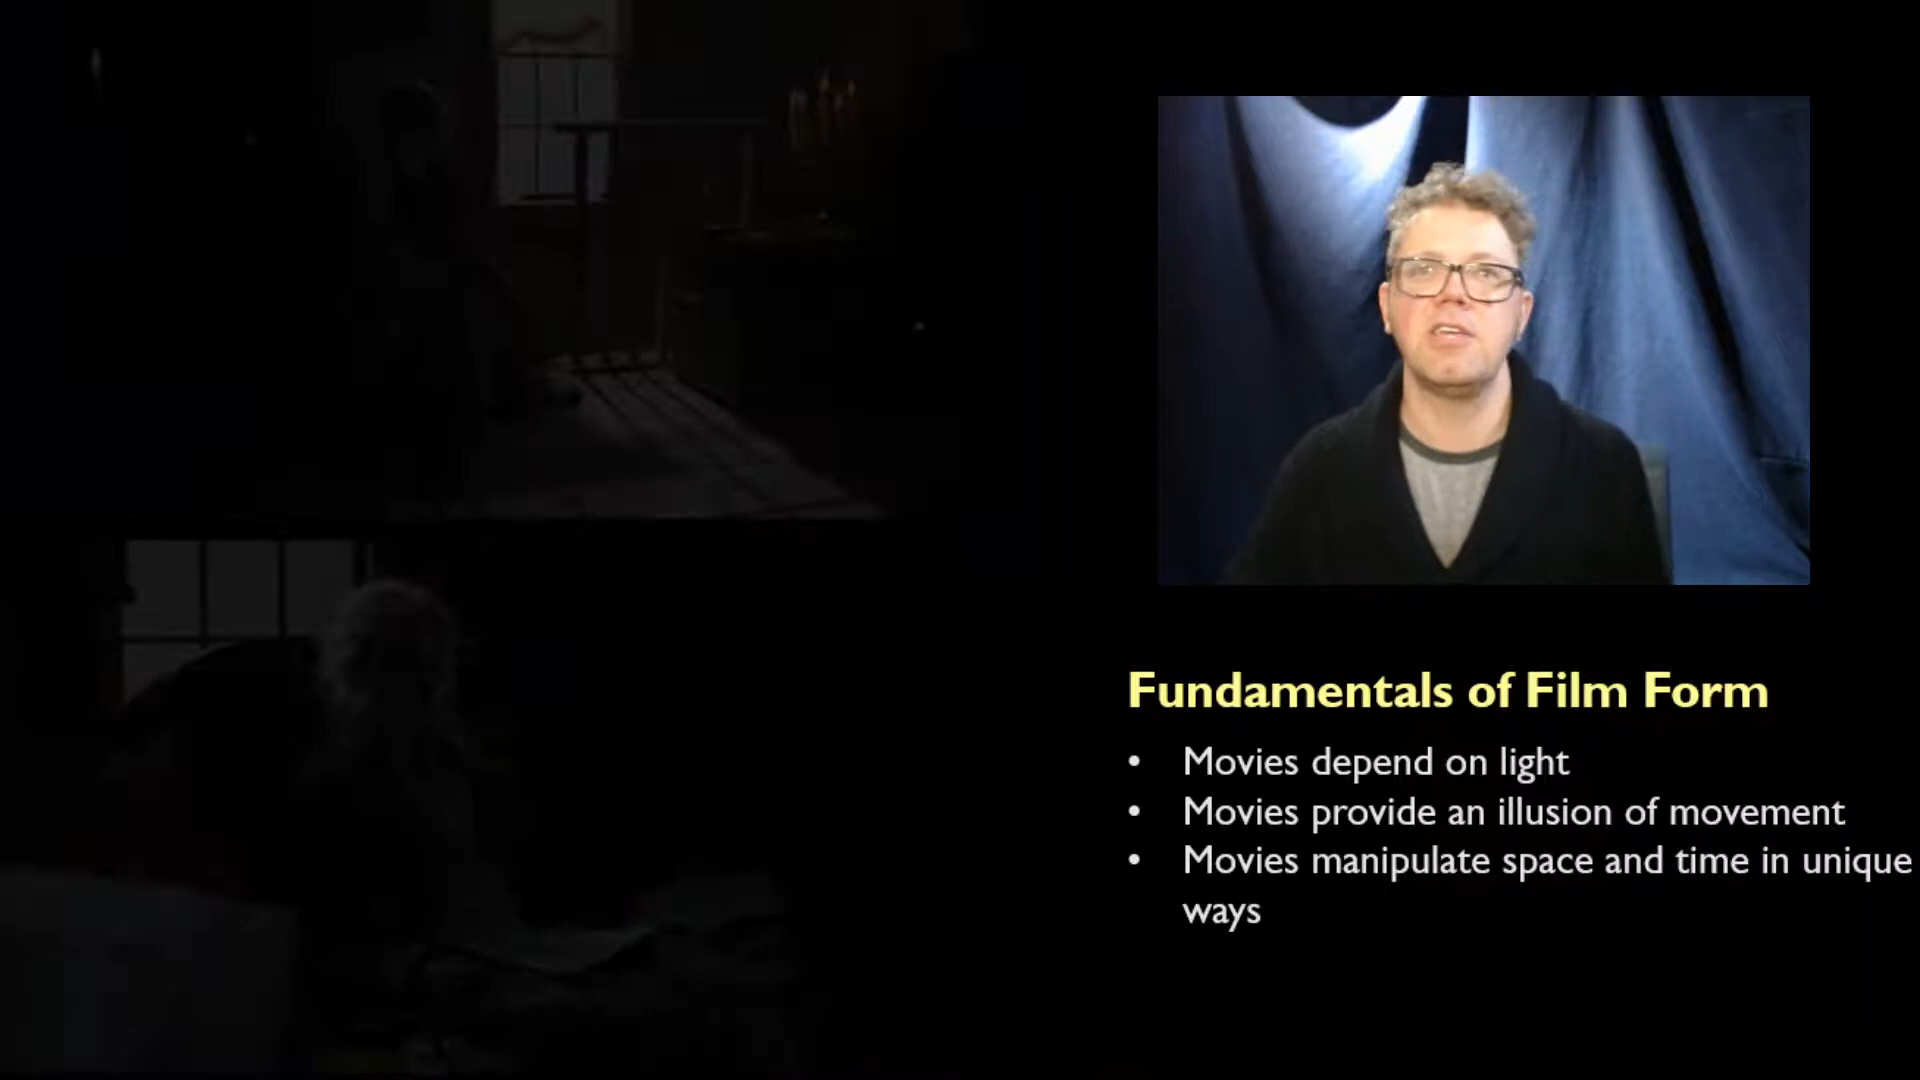 Fundamentals of Film Form
• Movies depend on light
• Movies provide an illusion of movement
• Movies manipulate space and time in unique
ways